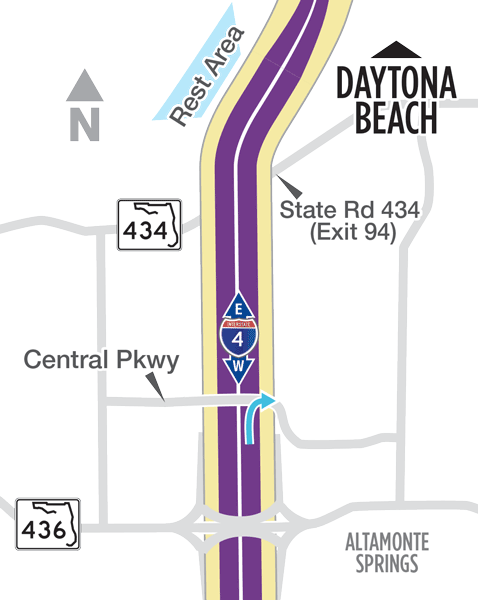 Rest Area
DAYTONA
BEACH
N
State Rd 434
(Exit 94)
434
E
INTERSTATE
4
W
Central Pkwy
436
ALTAMONTE
SPRINGS